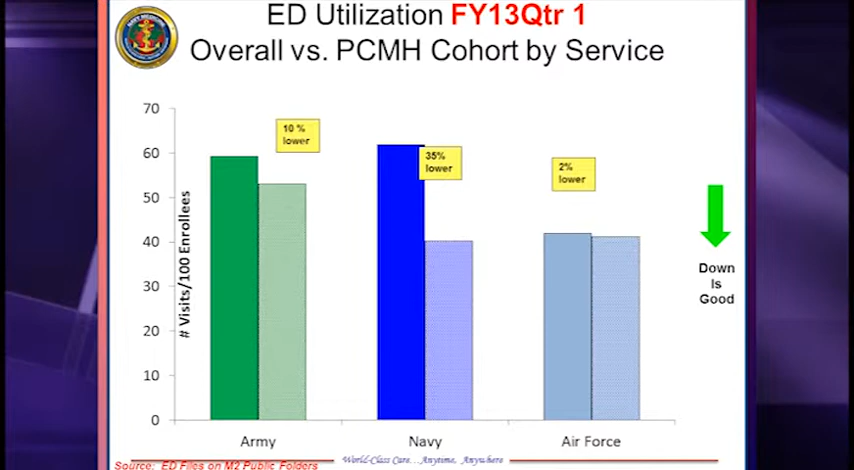 ED Utilization FY13Qtr 1
Overall vs. PCMH Cohort by Service
# Visits/100 Enrollees
70
60
50
40
30
20
10
0
10 %
lower
35%
lower
2%
lower
Down
Is
Good
Army
Navy
Air Force
World-Class Care... Anytime, Anywhere
Source: ED Files on M2 Public Folders